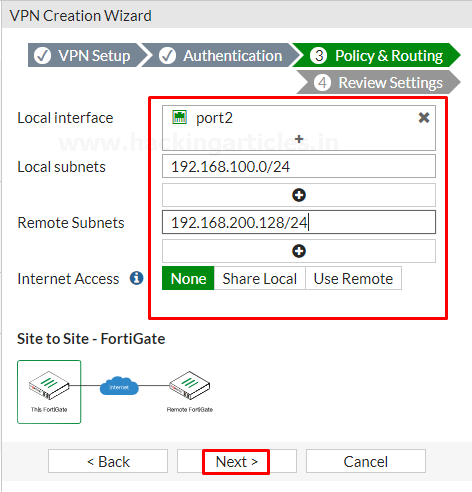 VPN Creation Wizard
VPN Setup
Authentication
3 Policy & Routing
4 Review Settings
www.hackingarticles.in
Local interface
port2
Local subnets
192.168.100.0/24
Remote Subnets
192.168.200.128/24
Internet Access
None
Share Local
Use Remote
Site to Site - FortiGate
Internet
This FortiGate
Remote FortiGate
< Back
Next >
Cancel